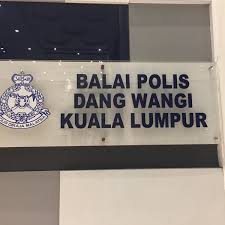 BALAI POLIS
DANG WANGI
KUALA LUMPUR